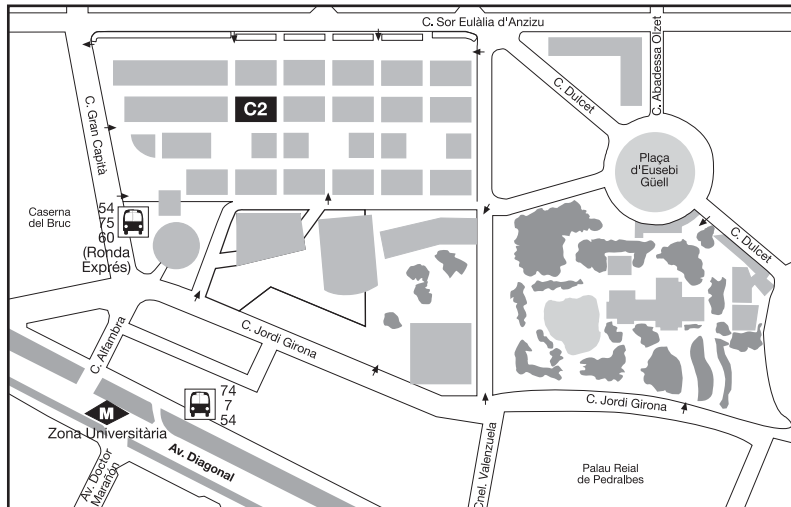 C. Sor Eulàlia d'Anzizu
C. Abadessa Olzet
C. Dulcet
C. Gran Capità
C2
Plaça
d'Eusebi
Güell
Caserna
del Bruc
54
75
60
(Ronda
Exprés)
C. Dulcet
C. Jordi Girona
C. Alfambra
74
7
54
M
Zona Universitària
C. Jordi Girona
Av. Diagonal
Cnel. Valenzuela
Palau Reial
de Pedralbes
Av. Doctor
Marañón